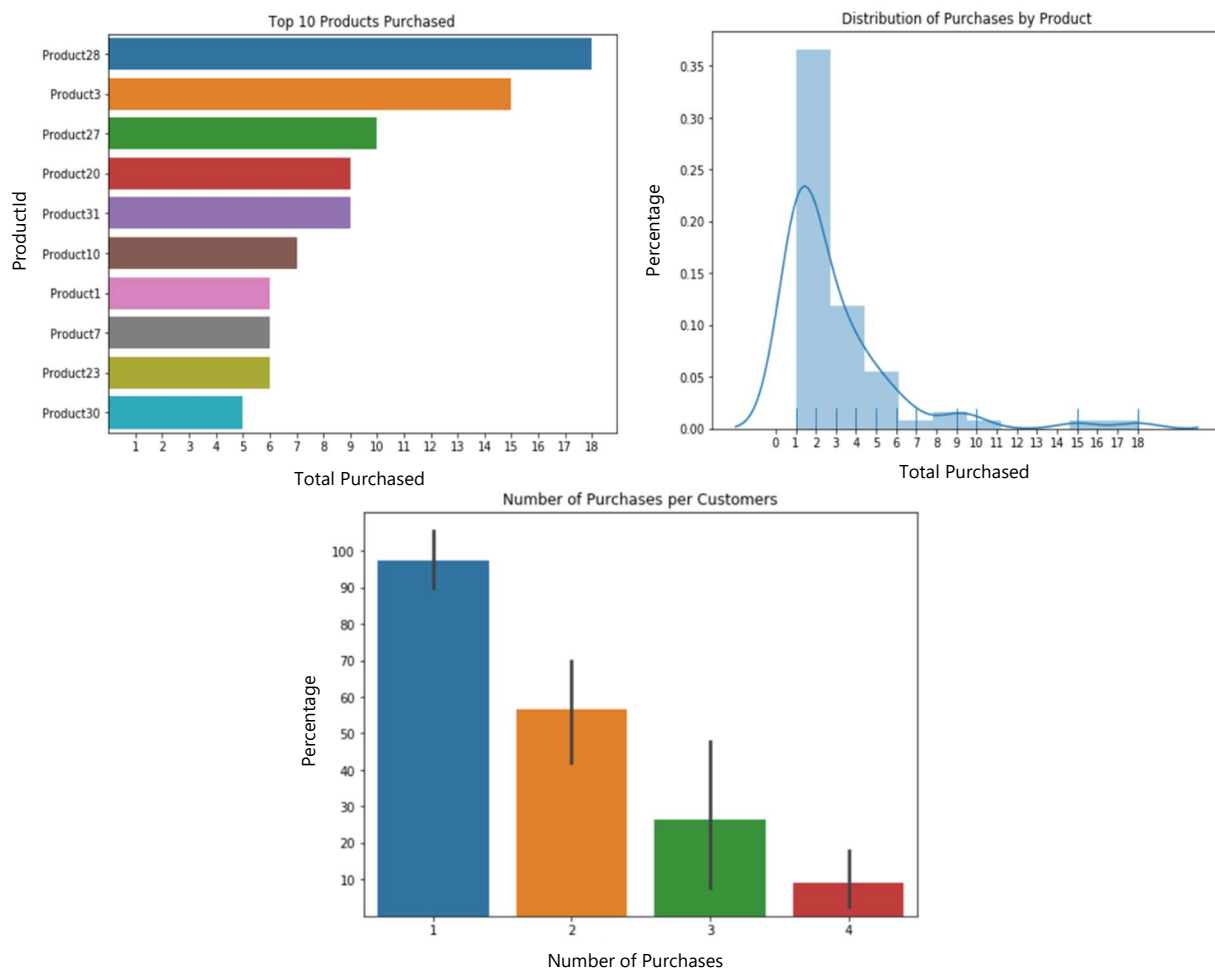 Top 10 Products Purchased
ProductId
Product28
Product3
Product27
Product20
Product31
Product10
Product1
Product7
Product23
Product30
1 2 3 4 5 6 7 8 9 10 11 12 13 14 15 16 17 18
Total Purchased
Distribution of Purchases by Product
Percentage
0.35
0.30
0.25
0.20
0.15
0.10
0.05
0.00
0 1 2 3 4 5 6 7 8 9 10 11 12 13 14 15 16 17 18
Total Purchased
Number of Purchases per Customers
Percentage
100
90
80
70
60
50
40
30
20
10
1 2 3 4
Number of Purchases